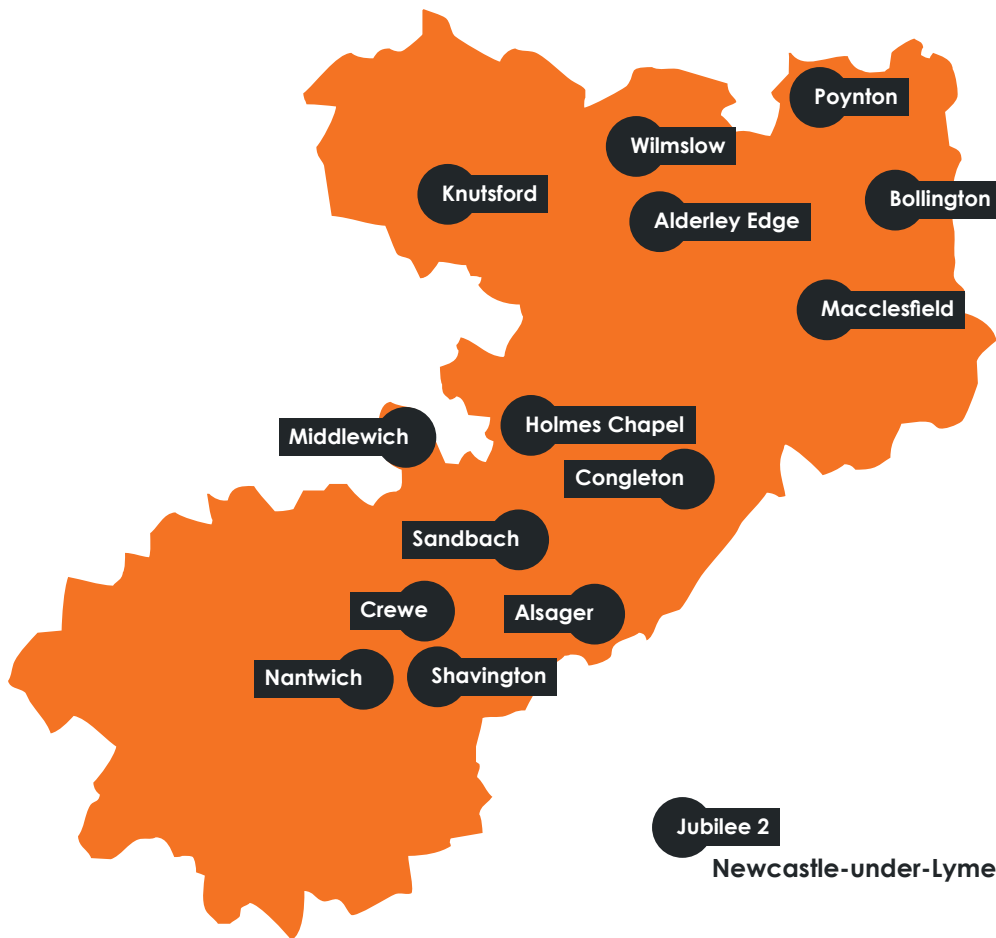 Poynton
Wilmslow
Knutsford
Bollington
Alderley Edge
Macclesfield
Holmes Chapel
Middlewich
Congleton
Sandbach
Crewe
Alsager
Nantwich
Shavington
Jubilee 2
Newcastle-under-Lyme